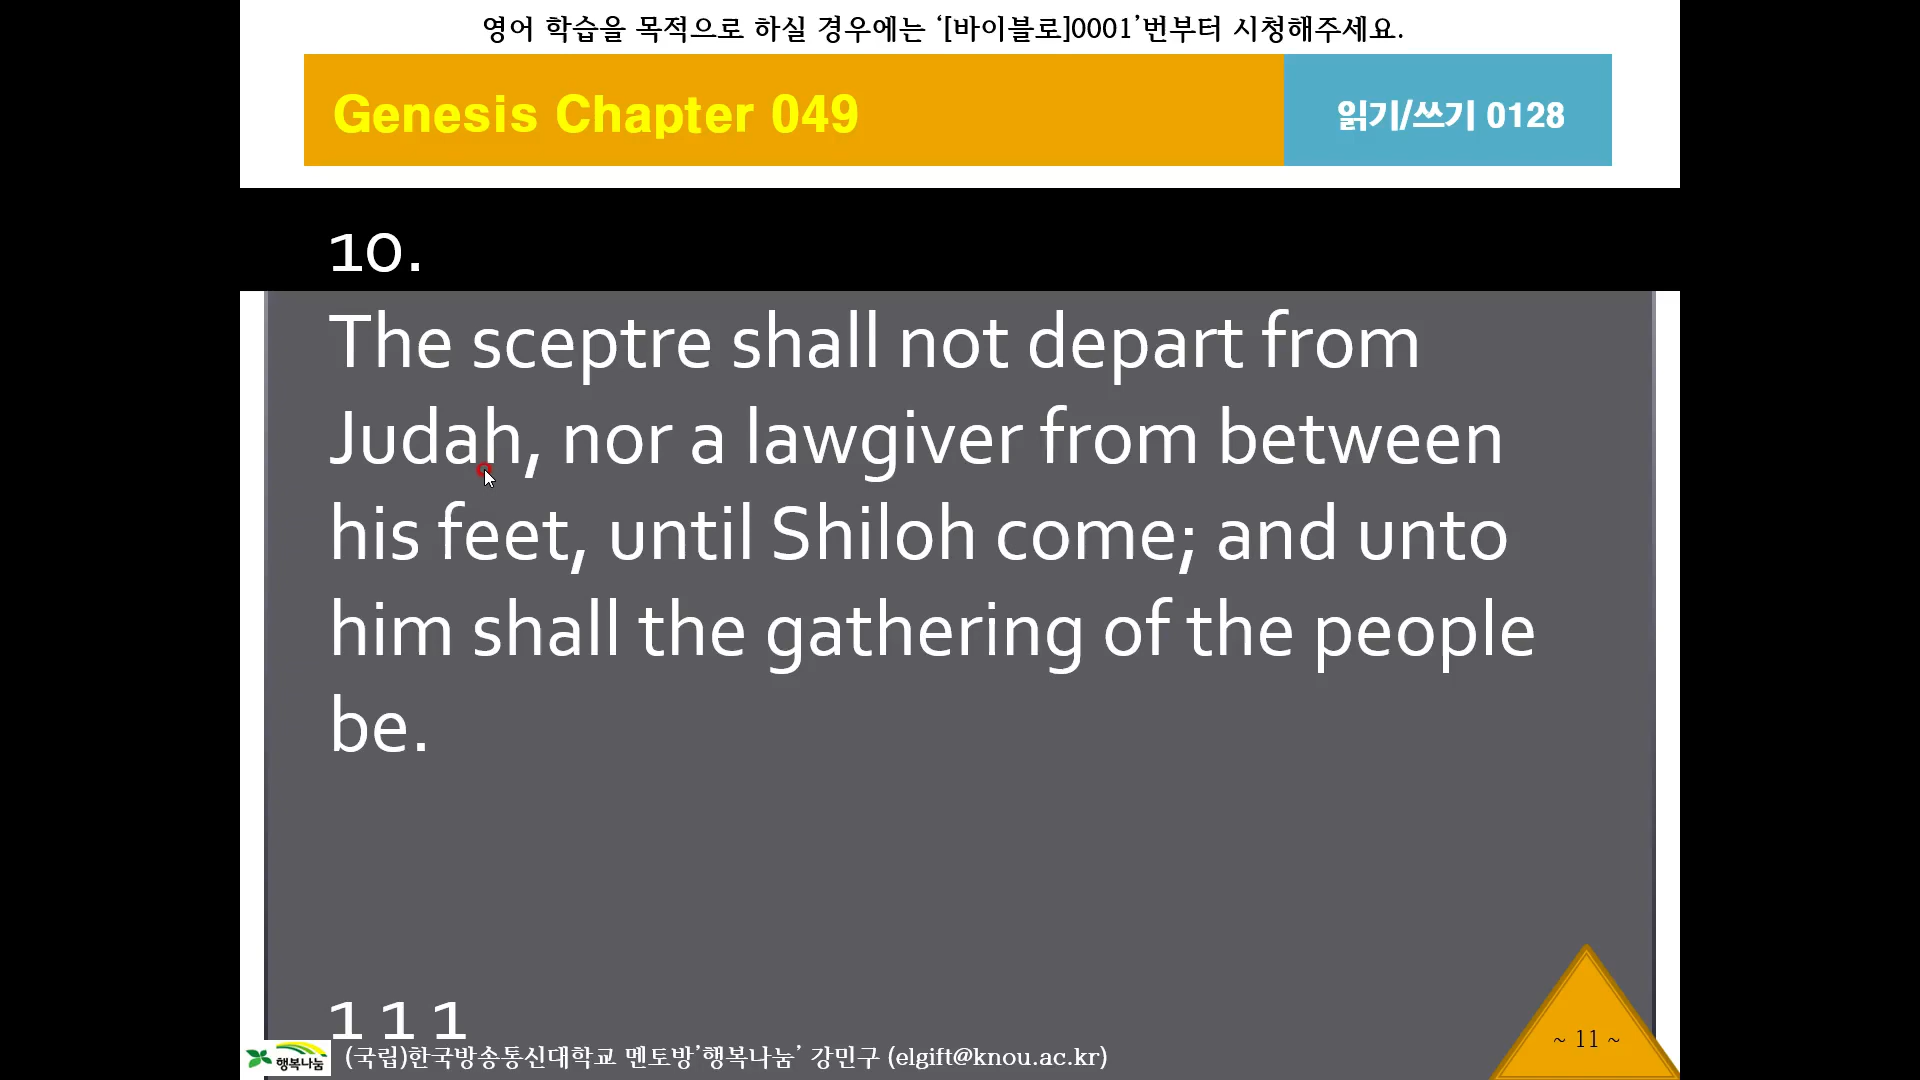 영어 학습을 목적으로 하실 경우에는 ‘[바이블로]0001’번부터 시청해주세요.
Genesis Chapter 049
읽기/쓰기 0128
10.
The sceptre shall not depart from
Judah, nor a lawgiver from between
his feet, until Shiloh come; and unto
him shall the gathering of the people
be.
1 1 1
행복나눔
(국립)한국방송통신대학교 멘토방’행복나눔’ 강민구 (elgift@knou.ac.kr)
~ 11 ~